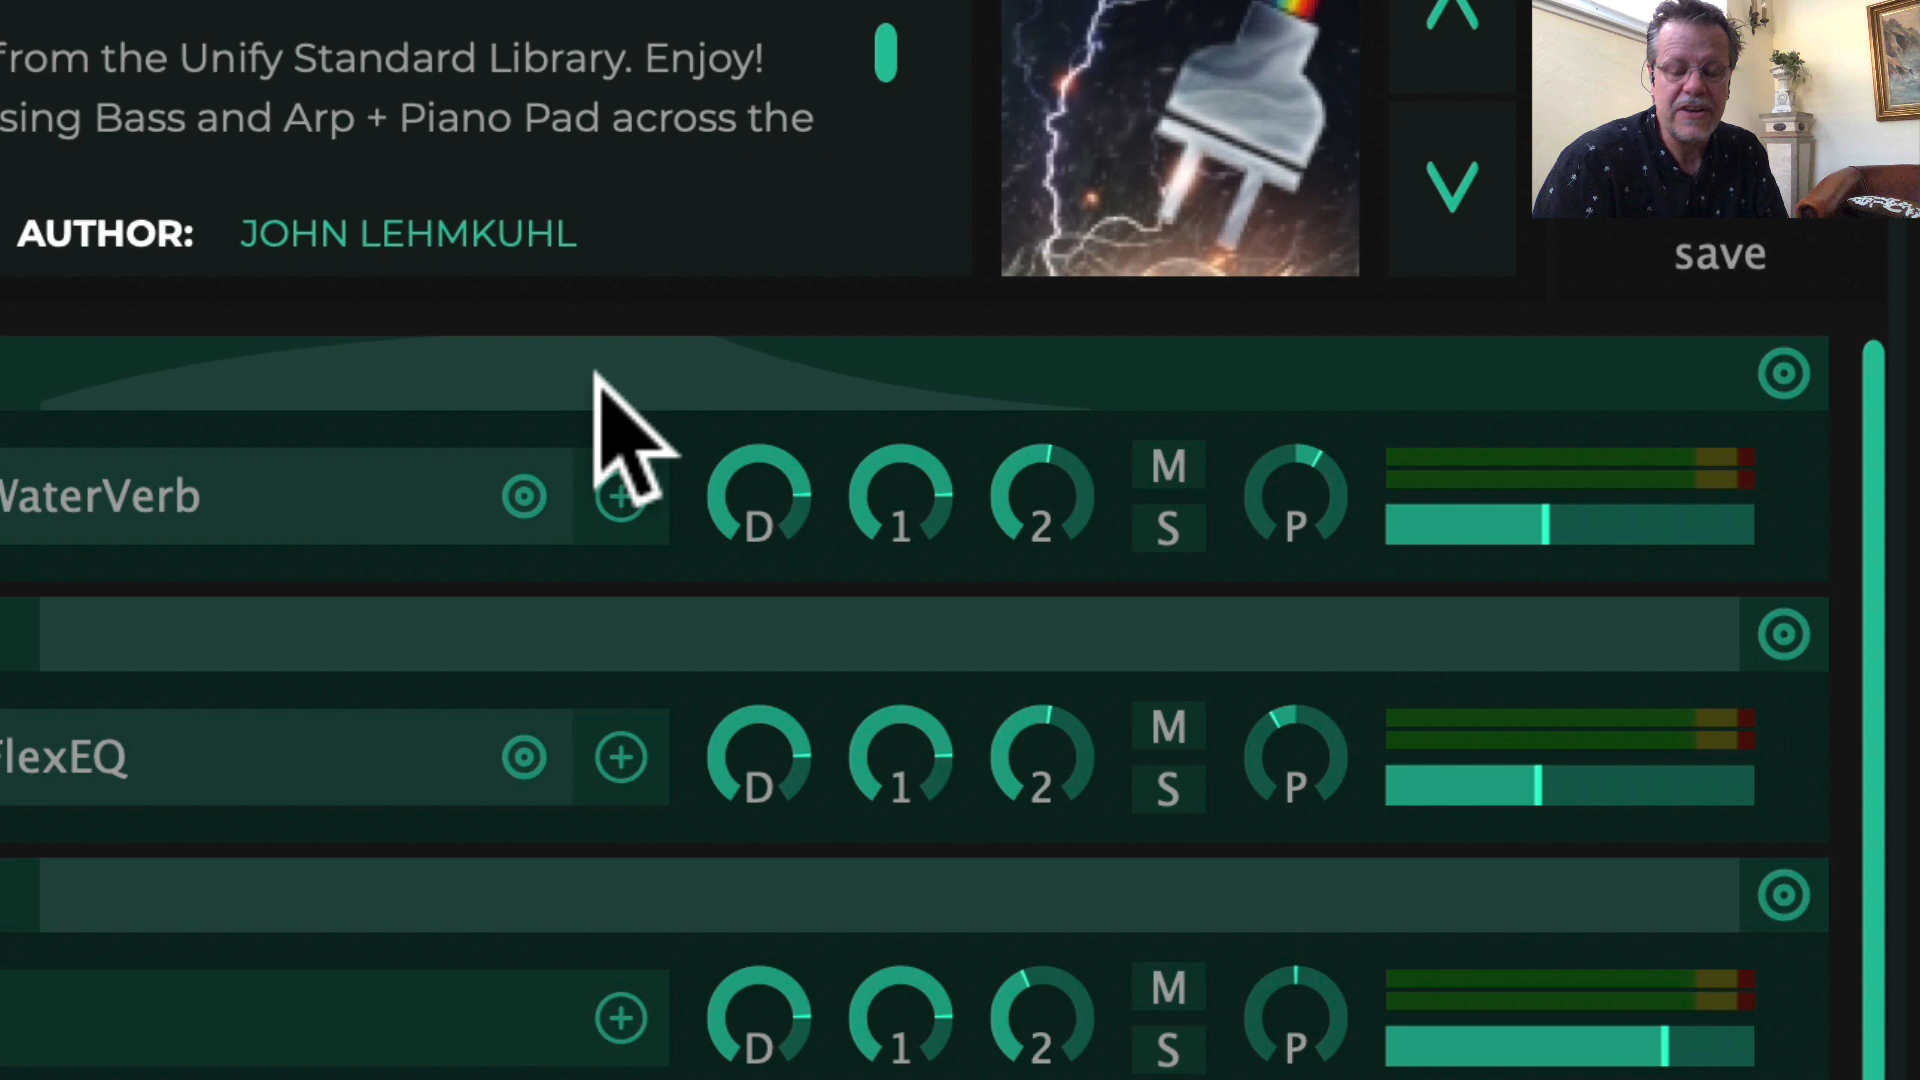 from the Unify Standard Library. Enjoy!
sing Bass and Arp + Piano Pad across the
AUTHOR: JOHN LEHMKUHL
save
WaterVerb
D 1 2 M S P
FlexEQ
D 1 2 M S P
D 1 2 M S P